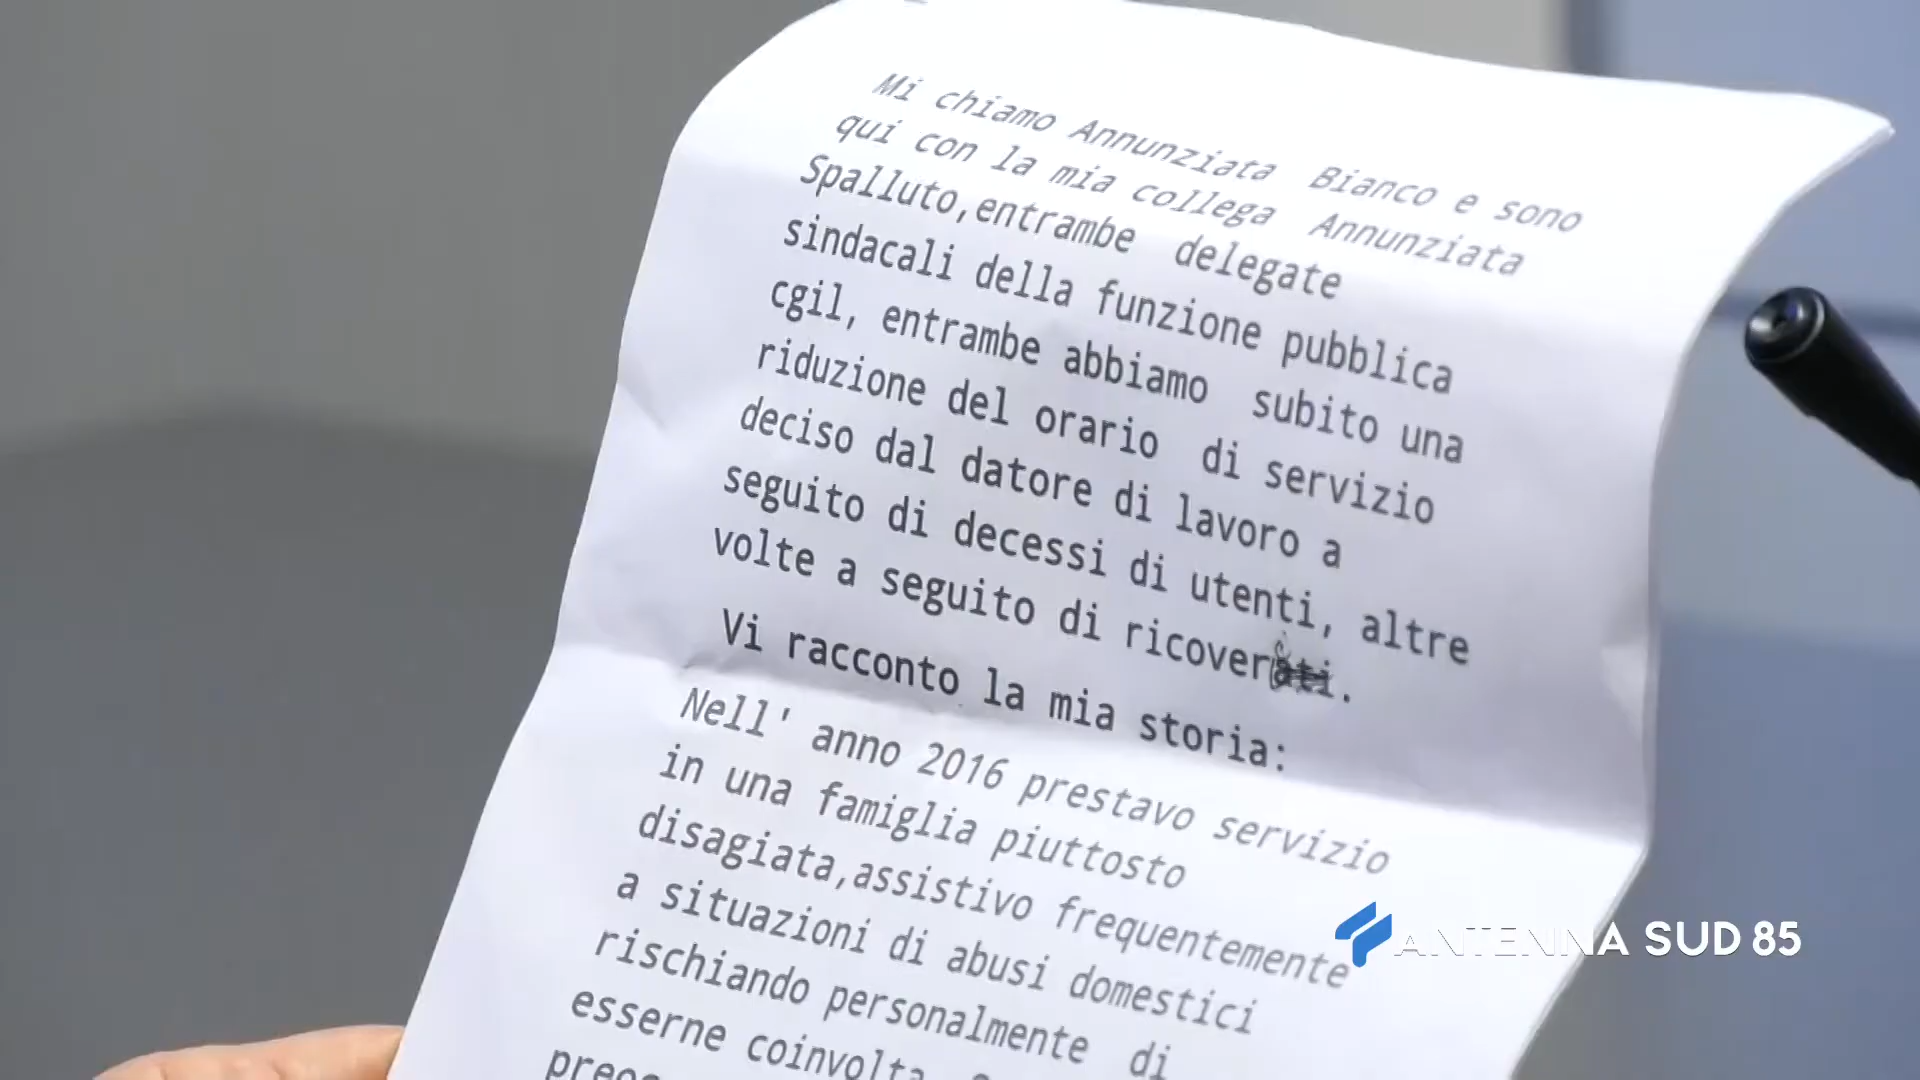 Mi chiamo Annunziata Bianco e sono
qui con la mia collega Annunziata
Spalluto,entrambe delegate
sindacali della funzione pubblica
cgil, entrambe abbiamo subito una
riduzione del orario di servizio
deciso dal datore di lavoro a
seguito di decessi di utenti, altre
volte a seguito di ricoverati.
Vi racconto la mia storia:
Nell' anno 2016 prestavo servizio
in una famiglia piuttosto
disagiata,assistivo frequentemente
a situazioni di abusi domestici
rischiando personalmente di
esserne coinvolta
ANTENNA SUD 85